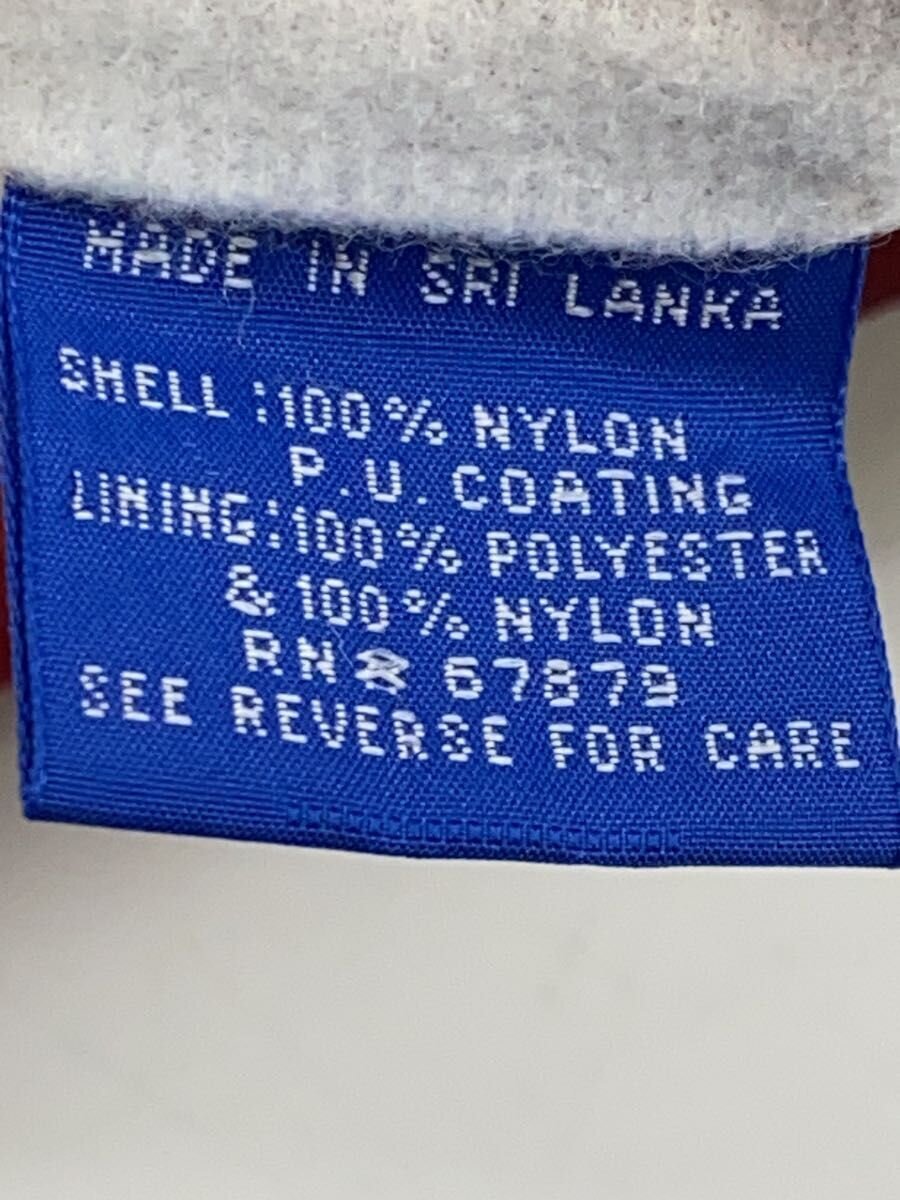 MADE IN SRI LANKA
SHELL:100% NYLON
P.U. COATING
LINING:100% POLYESTER
& 100% NYLON
RN# 67879
SEE REVERSE FOR CARE